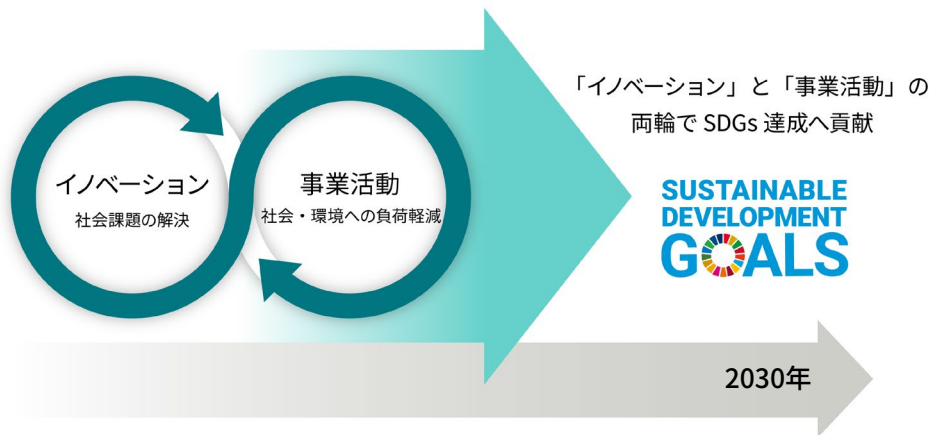 イノベーション
社会課題の解決
事業活動
社会・環境への負荷軽減
「イノベーション」と「事業活動」の
両輪で SDGs 達成へ貢献
SUSTAINABLE
DEVELOPMENT
GOALS
2030年